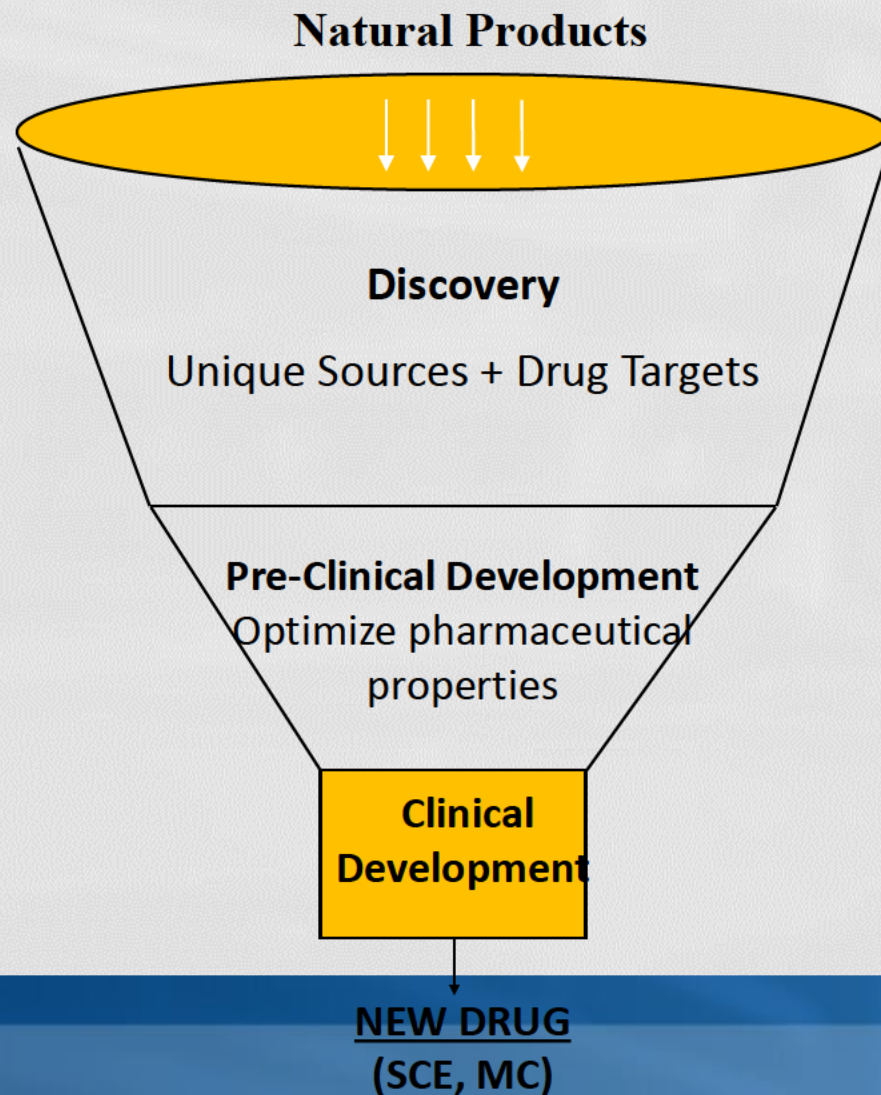 Natural Products
Discovery
Unique Sources + Drug Targets
Pre-Clinical Development
Optimize pharmaceutical
properties
Clinical
Development
NEW DRUG
(SCE, MC)